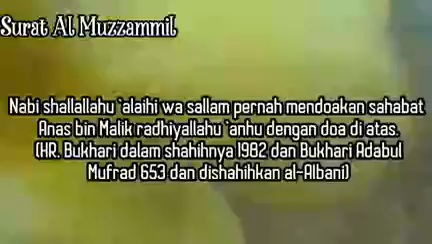 Surat Al Muzzammil
Nabi shallallahu `alaihi wa sallam pernah mendoakan sahabat
Anas bin Malik radhiyallahu `anhu dengan doa di atas.
(HR. Bukhari dalam shahihnya 1982 dan Bukhari Adabul
Mufrad 653 dan dishahihkan al-Albani)